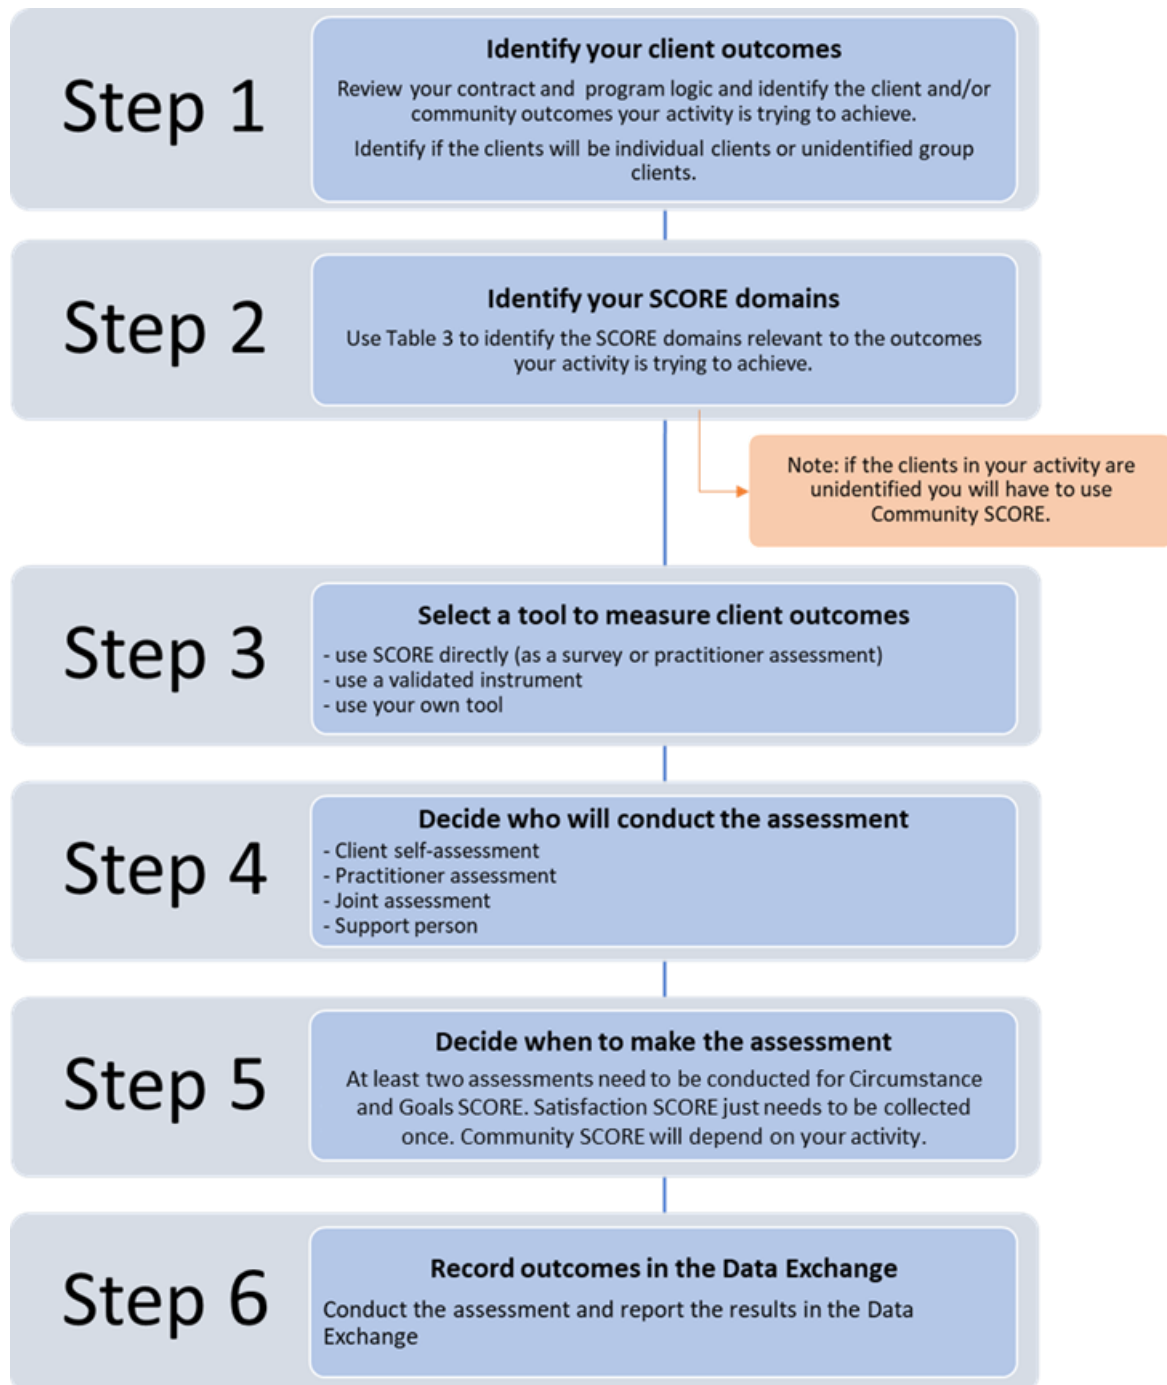 Step 1
Identify your client outcomes
Review your contract and program logic and identify the client and/or
community outcomes your activity is trying to achieve.
Identify if the clients will be individual clients or unidentified group
clients.
Step 2
Identify your SCORE domains
Use Table 3 to identify the SCORE domains relevant to the outcomes
your activity is trying to achieve.
Note: if the clients in your activity are
unidentified you will have to use
Community SCORE.
Step 3
Select a tool to measure client outcomes
- use SCORE directly (as a survey or practitioner assessment)
- use a validated instrument
- use your own tool
Step 4
Decide who will conduct the assessment
- Client self-assessment
- Practitioner assessment
- Joint assessment
- Support person
Step 5
Decide when to make the assessment
At least two assessments need to be conducted for Circumstance
and Goals SCORE. Satisfaction SCORE just needs to be collected
once. Community SCORE will depend on your activity.
Step 6
Record outcomes in the Data Exchange
Conduct the assessment and report the results in the Data
Exchange